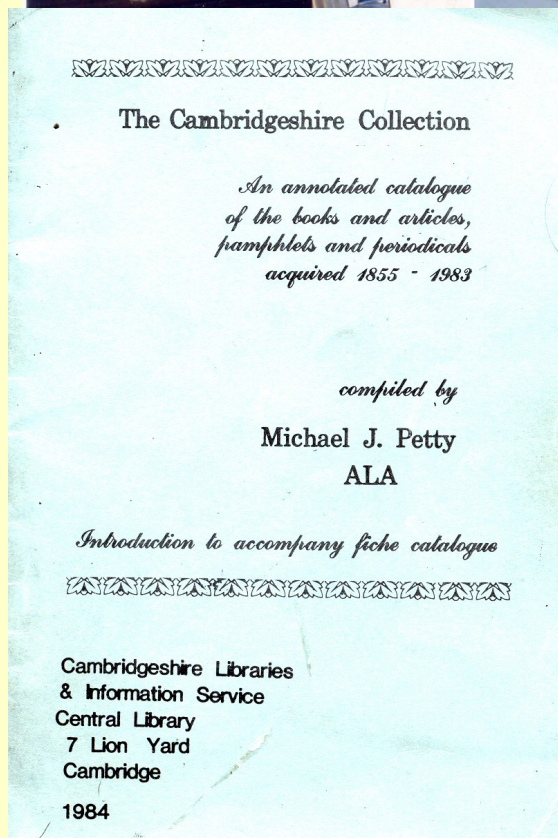 The Cambridgeshire Collection
An annotated catalogue
of the books and articles,
pamphlets and periodicals
acquired 1855 - 1983
compiled by
Michael J. Petty
ALA
Introduction to accompany fiche catalogue
Cambridgeshire Libraries
& Information Service
Central Library
7 Lion Yard
Cambridge
1984